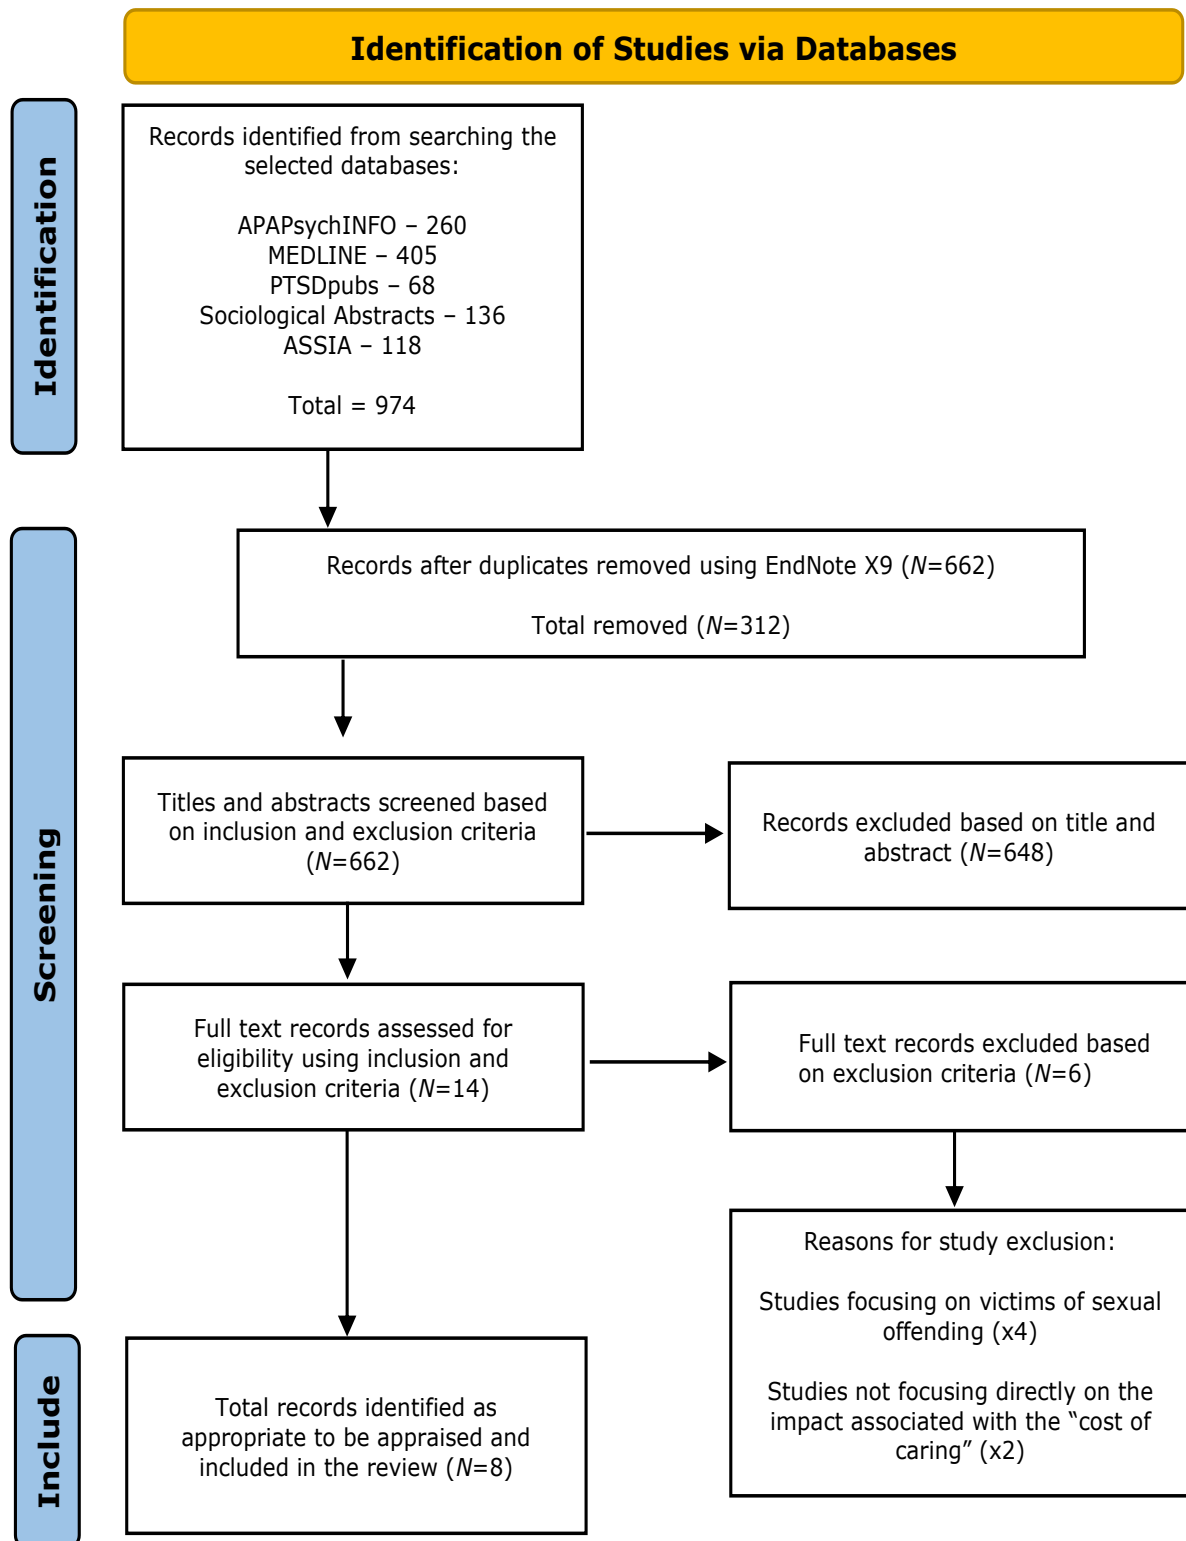 Identification of Studies via Databases
Identification
Records identified from searching the
selected databases:
APAPsychINFO – 260
MEDLINE – 405
PTSDpubs – 68
Sociological Abstracts – 136
ASSIA – 118
Total = 974
Screening
Records after duplicates removed using EndNote X9 (N=662)
Total removed (N=312)
Titles and abstracts screened based
on inclusion and exclusion criteria
(N=662)
Records excluded based on title and
abstract (N=648)
Full text records assessed for
eligibility using inclusion and
exclusion criteria (N=14)
Full text records excluded based
on exclusion criteria (N=6)
Reasons for study exclusion:
Studies focusing on victims of sexual
offending (x4)
Studies not focusing directly on the
impact associated with the “cost of
caring” (x2)
Include
Total records identified as
appropriate to be appraised and
included in the review (N=8)